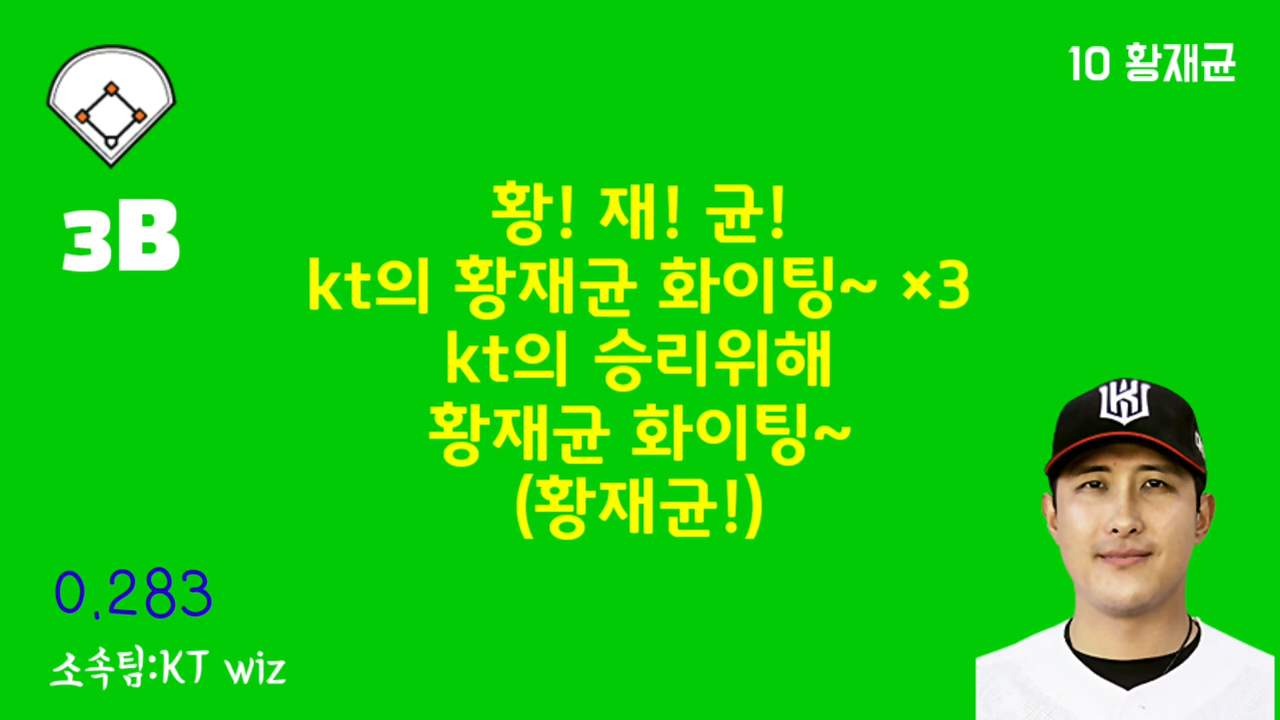 10 황재균
3B
황! 재! 균!
kt의 황재균 화이팅~ ×3
kt의 승리위해
황재균 화이팅~
(황재균!)
0.283
소속팀:KT wiz